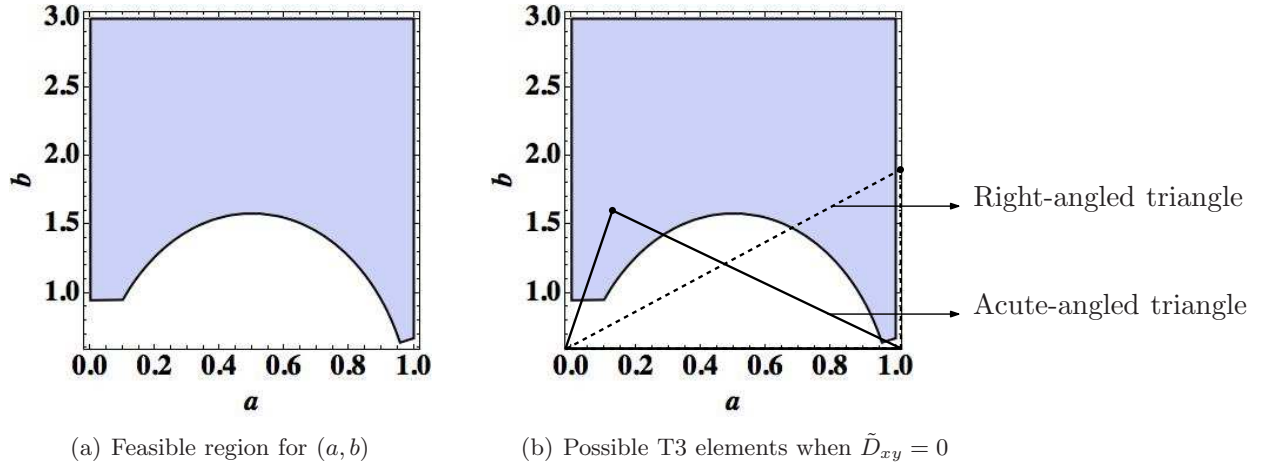 3.0
2.5
2.0
b
1.5
1.0
0.0 0.2 0.4 0.6 0.8 1.0
a
(a) Feasible region for (a, b)
3.0
2.5
2.0
b
1.5
1.0
0.0 0.2 0.4 0.6 0.8 1.0
a
Right-angled triangle
Acute-angled triangle
(b) Possible T3 elements when D̃xy = 0